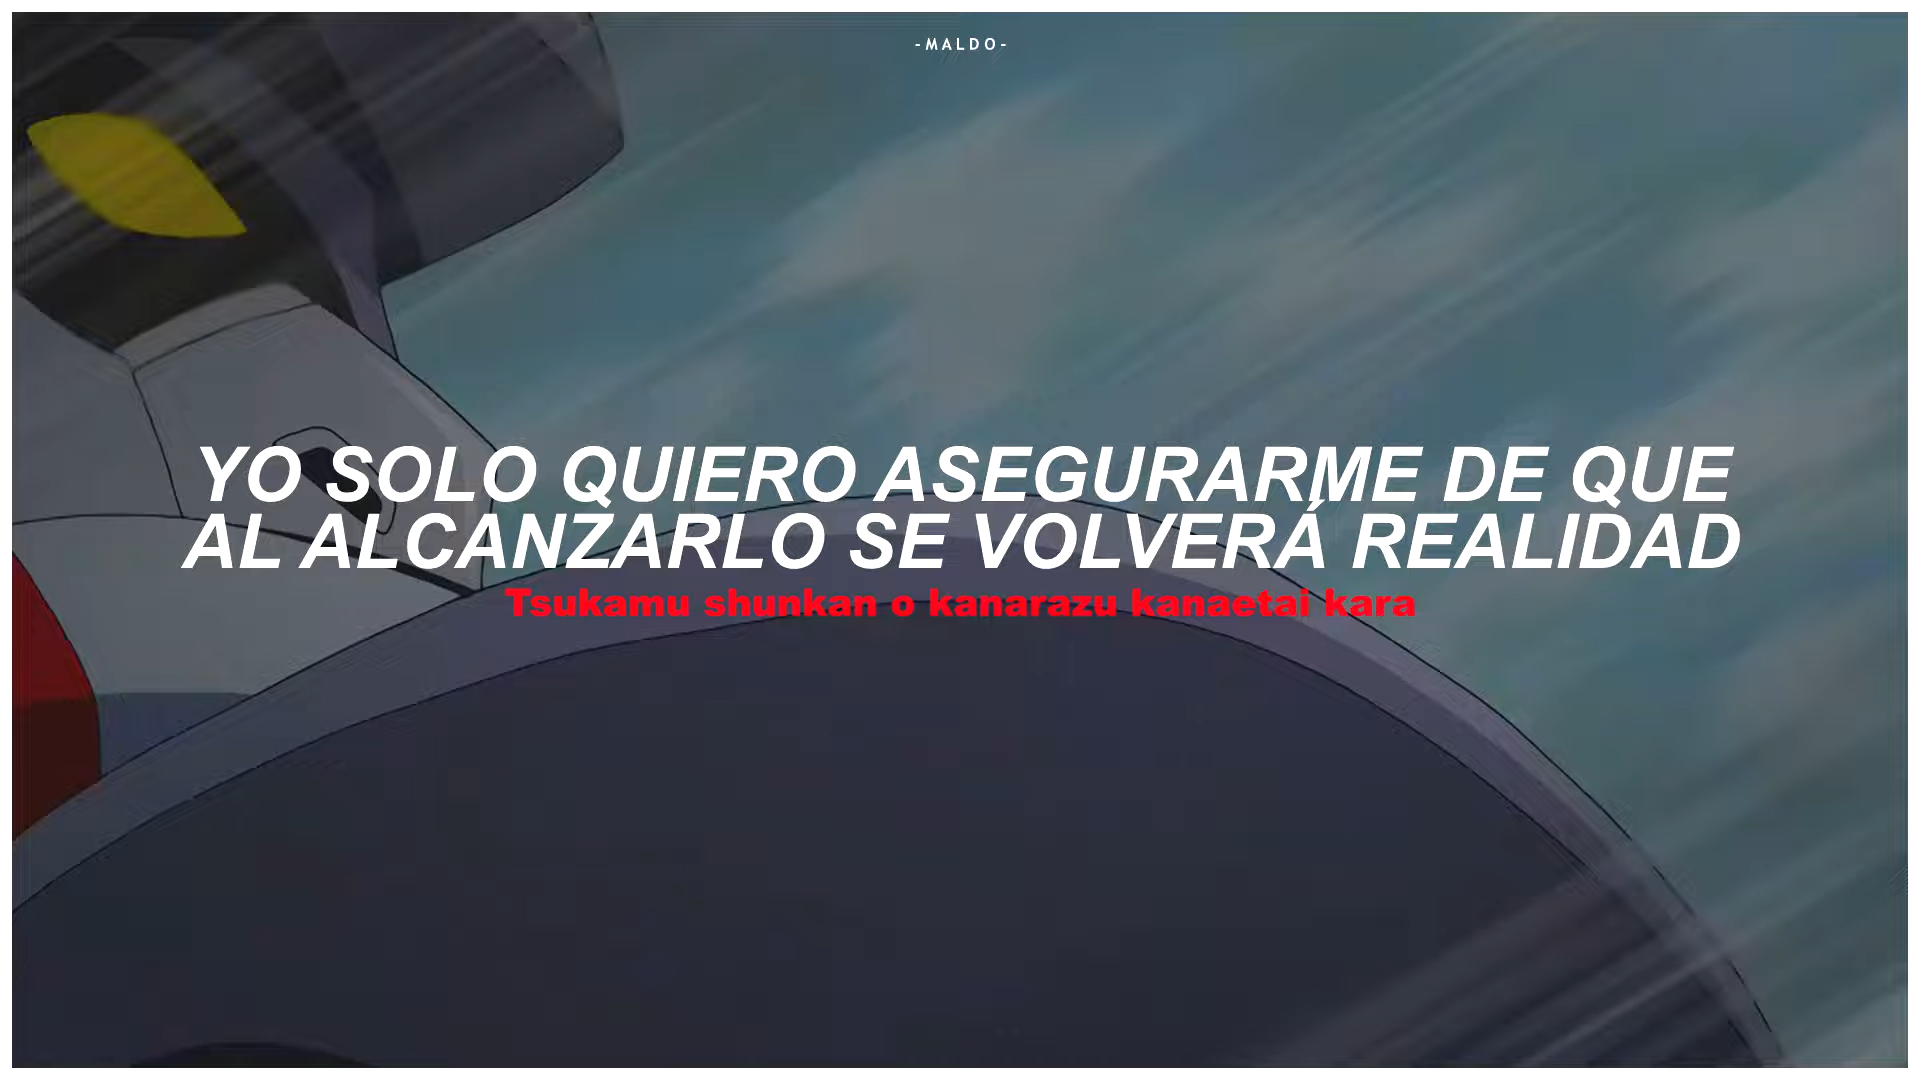 -MALDO-
YO SOLO QUIERO ASEGURARME DE QUE
AL ALCANZARLO SE VOLVERÁ REALIDAD
Tsukamu shunkan o kanarazu kanaetai kara